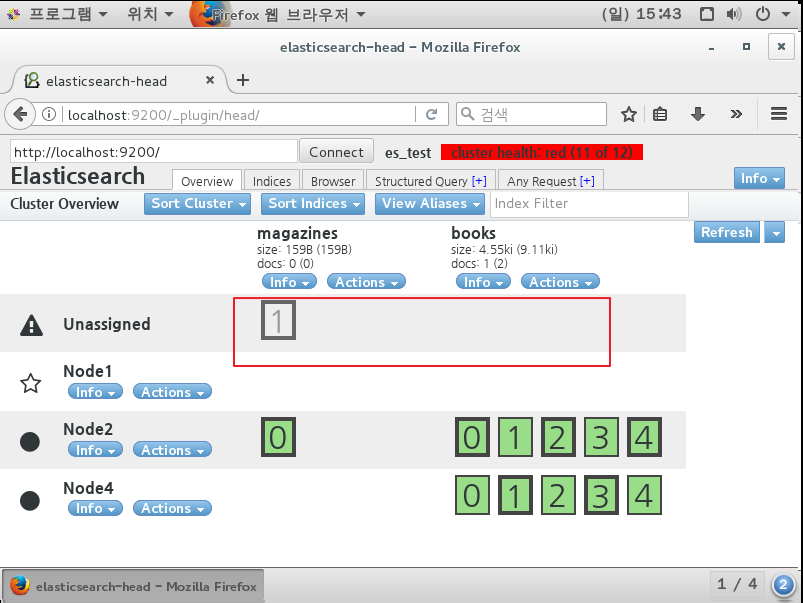 프로그램 위치 Firefox 웹 브라우저 (일) 15:43
elasticsearch-head - Mozilla Firefox
elasticsearch-head
localhost:9200/_plugin/head/ 검색
http://localhost:9200/ Connect es_test cluster health: red (11 of 12)
Elasticsearch Overview Indices Browser Structured Query [+] Any Request [+] Info
Cluster Overview Sort Cluster Sort Indices View Aliases Index Filter
Refresh
magazines books
size: 159B (159B) size: 4.55ki (9.11ki)
docs: 0 (0) docs: 1 (2)
Info Actions Info Actions
Unassigned 1
Node1
Info Actions
Node2 0 0 1 2 3 4
Info Actions
Node4 0 1 2 3 4
Info Actions
elasticsearch-head - Mozilla Firefox 1 / 4 2